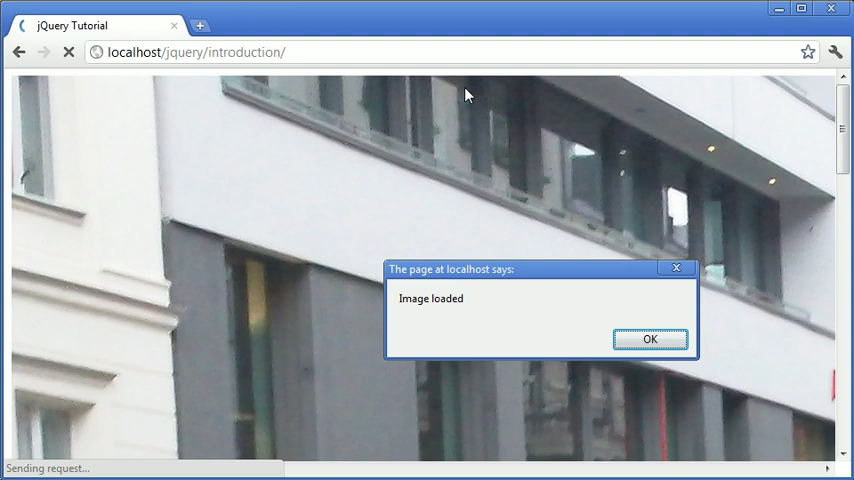 jQuery Tutorial
localhost/jquery/introduction/
The page at localhost says:
Image loaded
OK
Sending request...